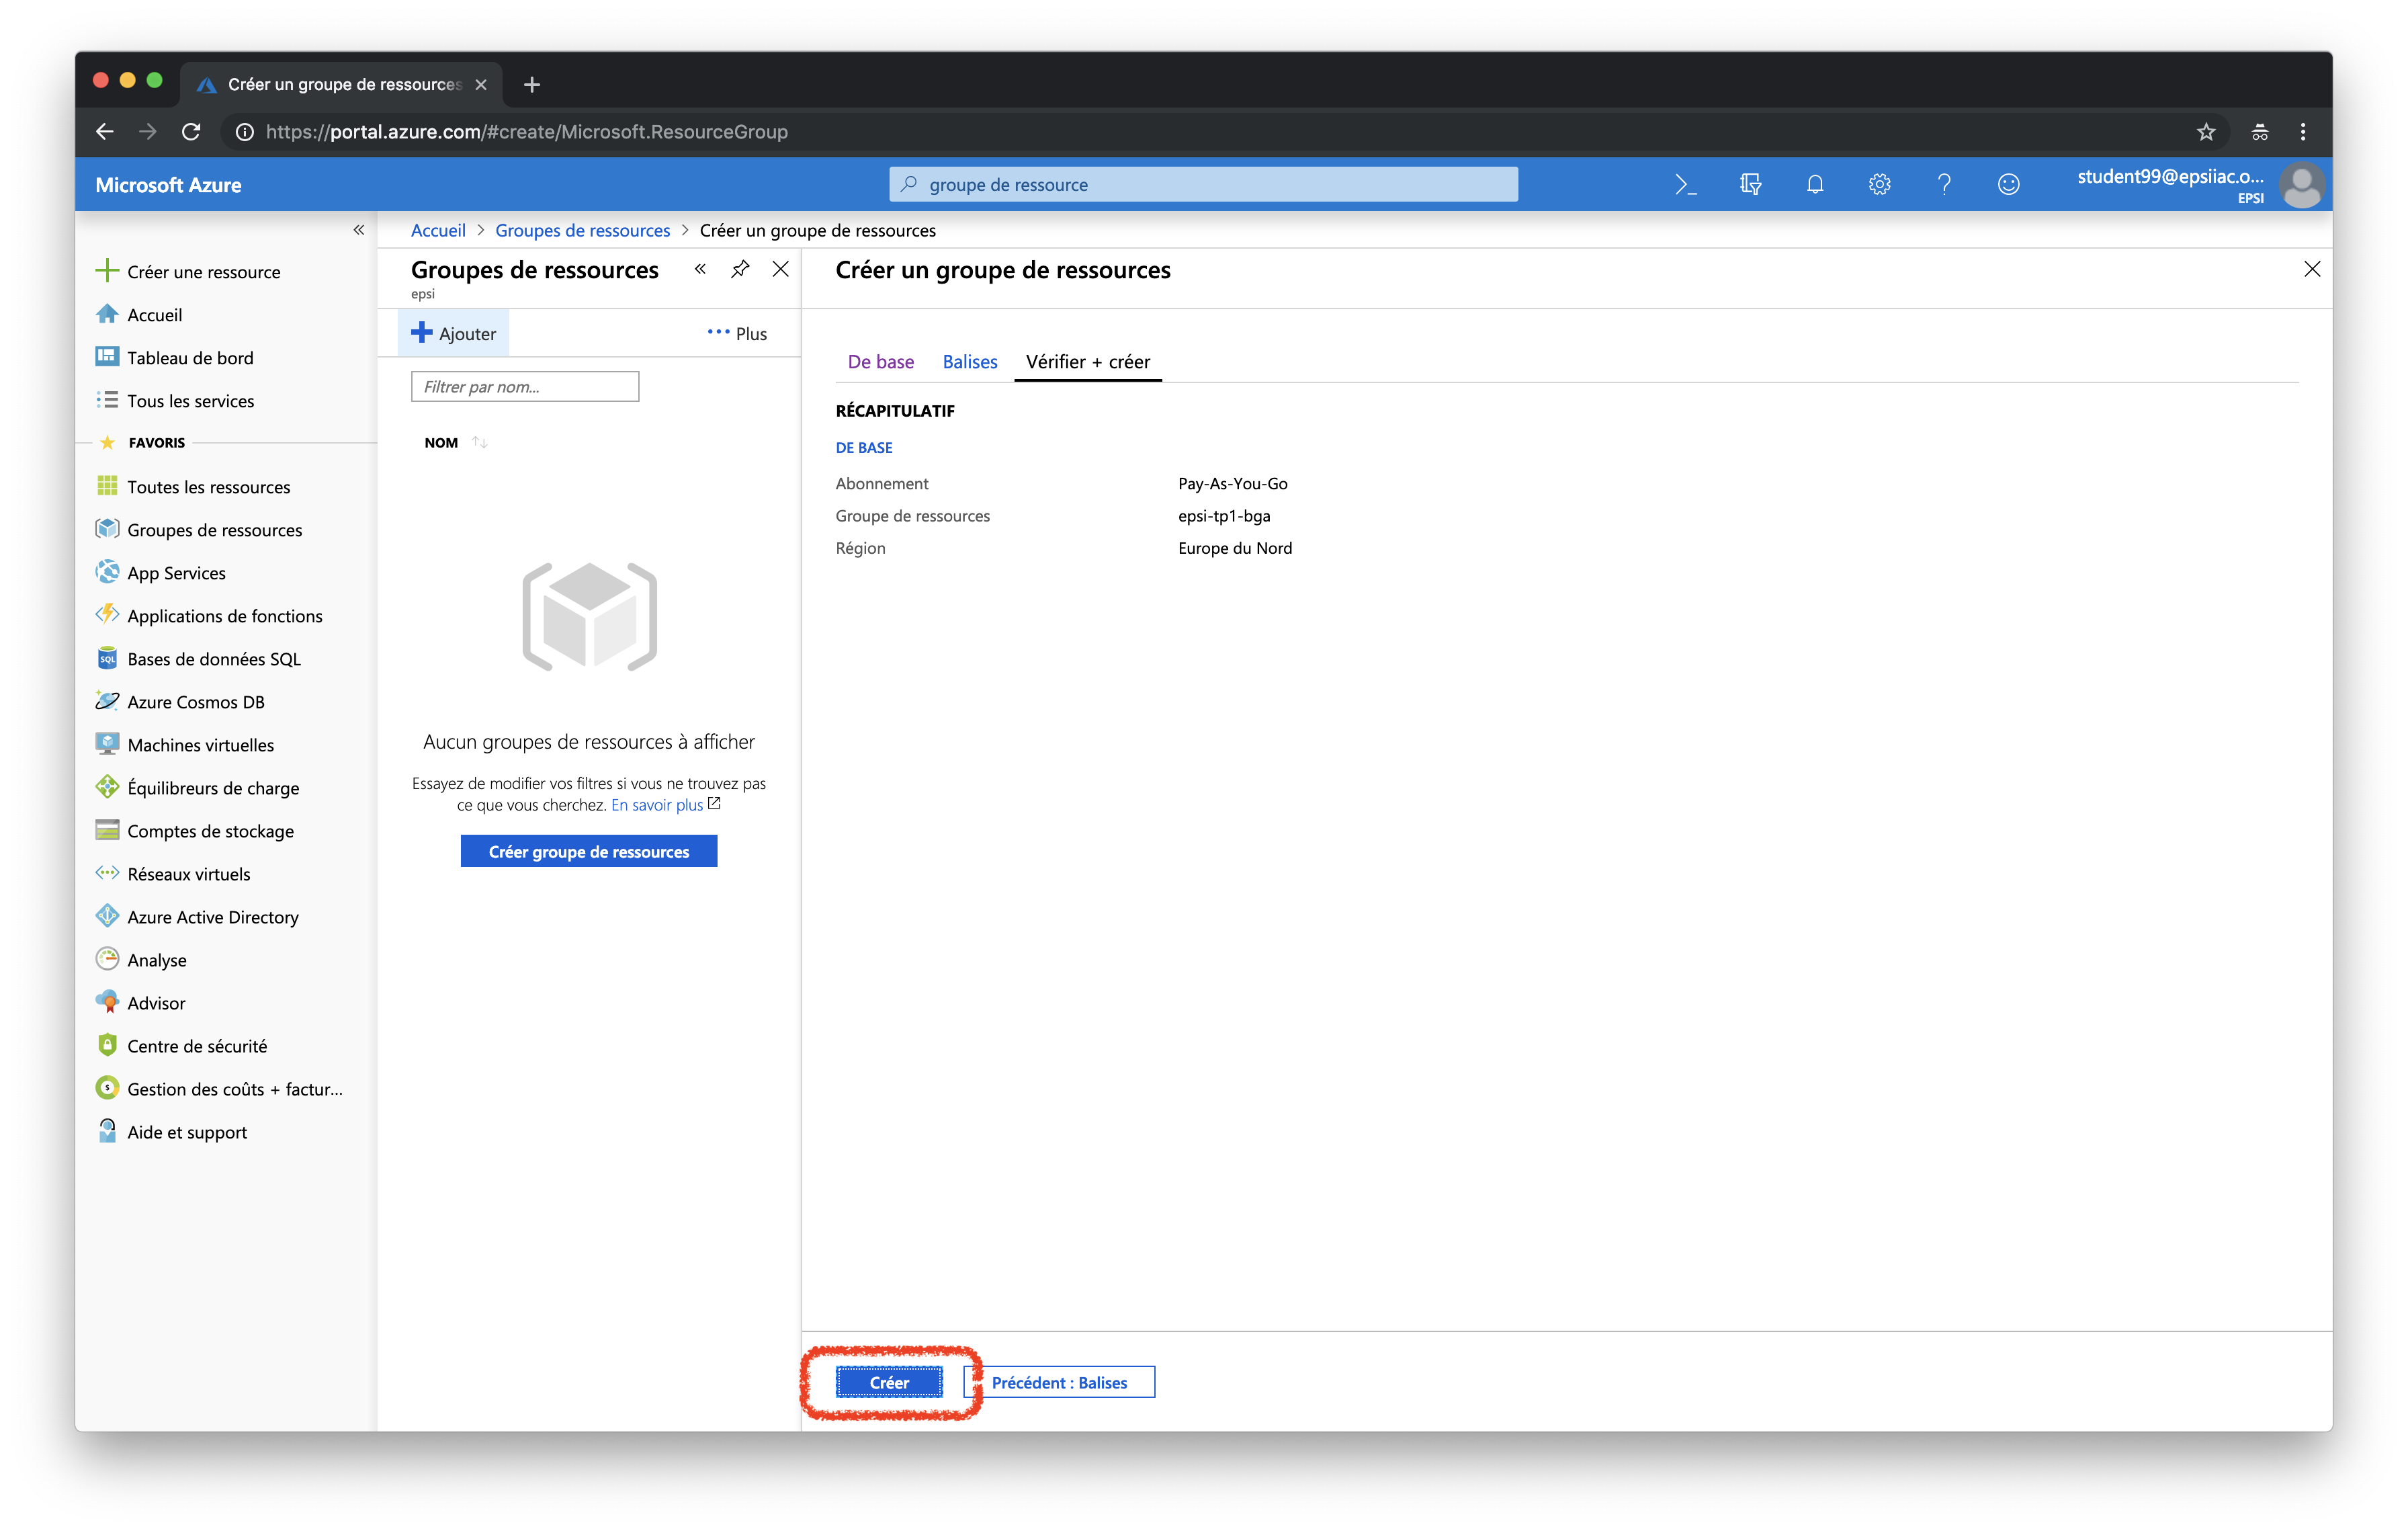 Créer un groupe de ressources
https://portal.azure.com/#create/Microsoft.ResourceGroup
Microsoft Azure
groupe de ressource
student99@epsiiac.o...
EPSI
Créer une ressource
Accueil
Tableau de bord
Tous les services
FAVORIS
Toutes les ressources
Groupes de ressources
App Services
Applications de fonctions
SQL
Bases de données SQL
Azure Cosmos DB
Machines virtuelles
Équilibreurs de charge
Comptes de stockage
Réseaux virtuels
Azure Active Directory
Analyse
Advisor
Centre de sécurité
Gestion des coûts + factur...
Aide et support
Accueil > Groupes de ressources > Créer un groupe de ressources
Groupes de ressources
epsi
Ajouter
Plus
Filtrer par nom...
NOM
Aucun groupes de ressources à afficher
Essayez de modifier vos filtres si vous ne trouvez pas
ce que vous cherchez. En savoir plus
Créer groupe de ressources
Créer un groupe de ressources
De base Balises Vérifier + créer
RÉCAPITULATIF
DE BASE
Abonnement Pay-As-You-Go
Groupe de ressources epsi-tp1-bga
Région Europe du Nord
Créer
Précédent : Balises